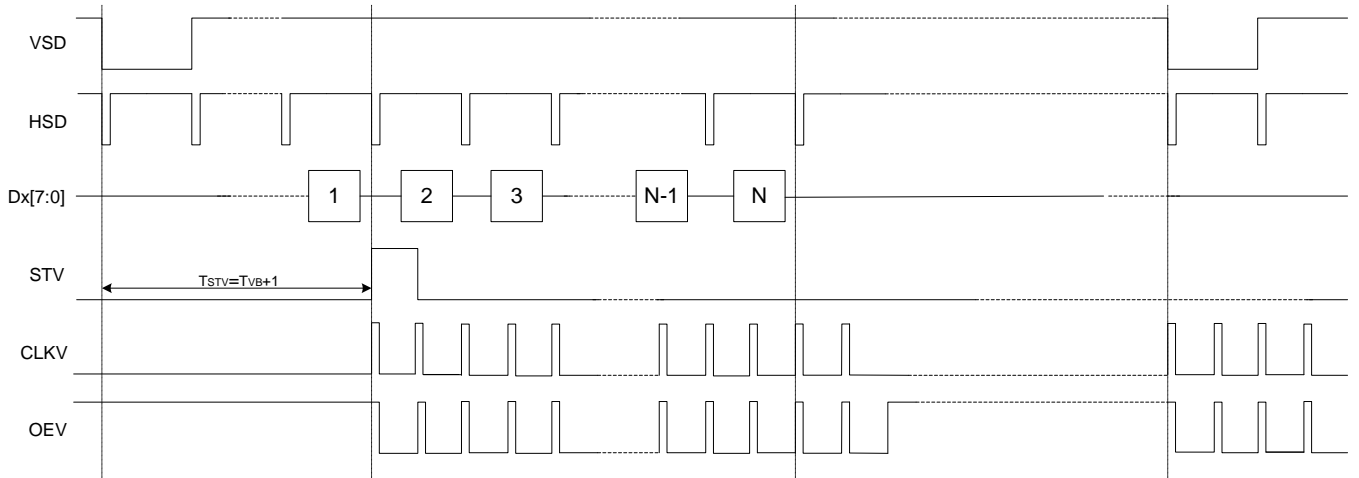 VSD
HSD
Dx[7:0]
1
2
3
N-1
N
STV
TSTV=TVB+1
CLKV
OEV